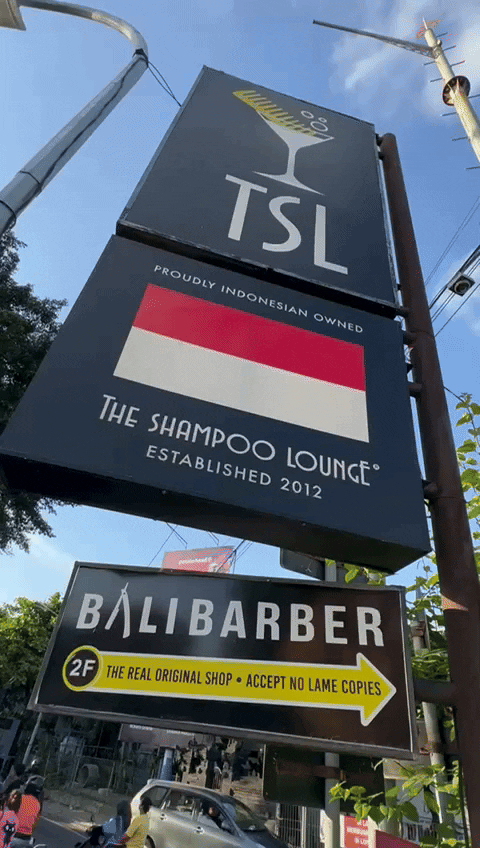 TSL
PROUDLY INDONESIAN OWNED
THE SHAMPOO LOUNGE
ESTABLISHED 2012
BALIBARBER
2F THE REAL ORIGINAL SHOP • ACCEPT NO LAME COPIES